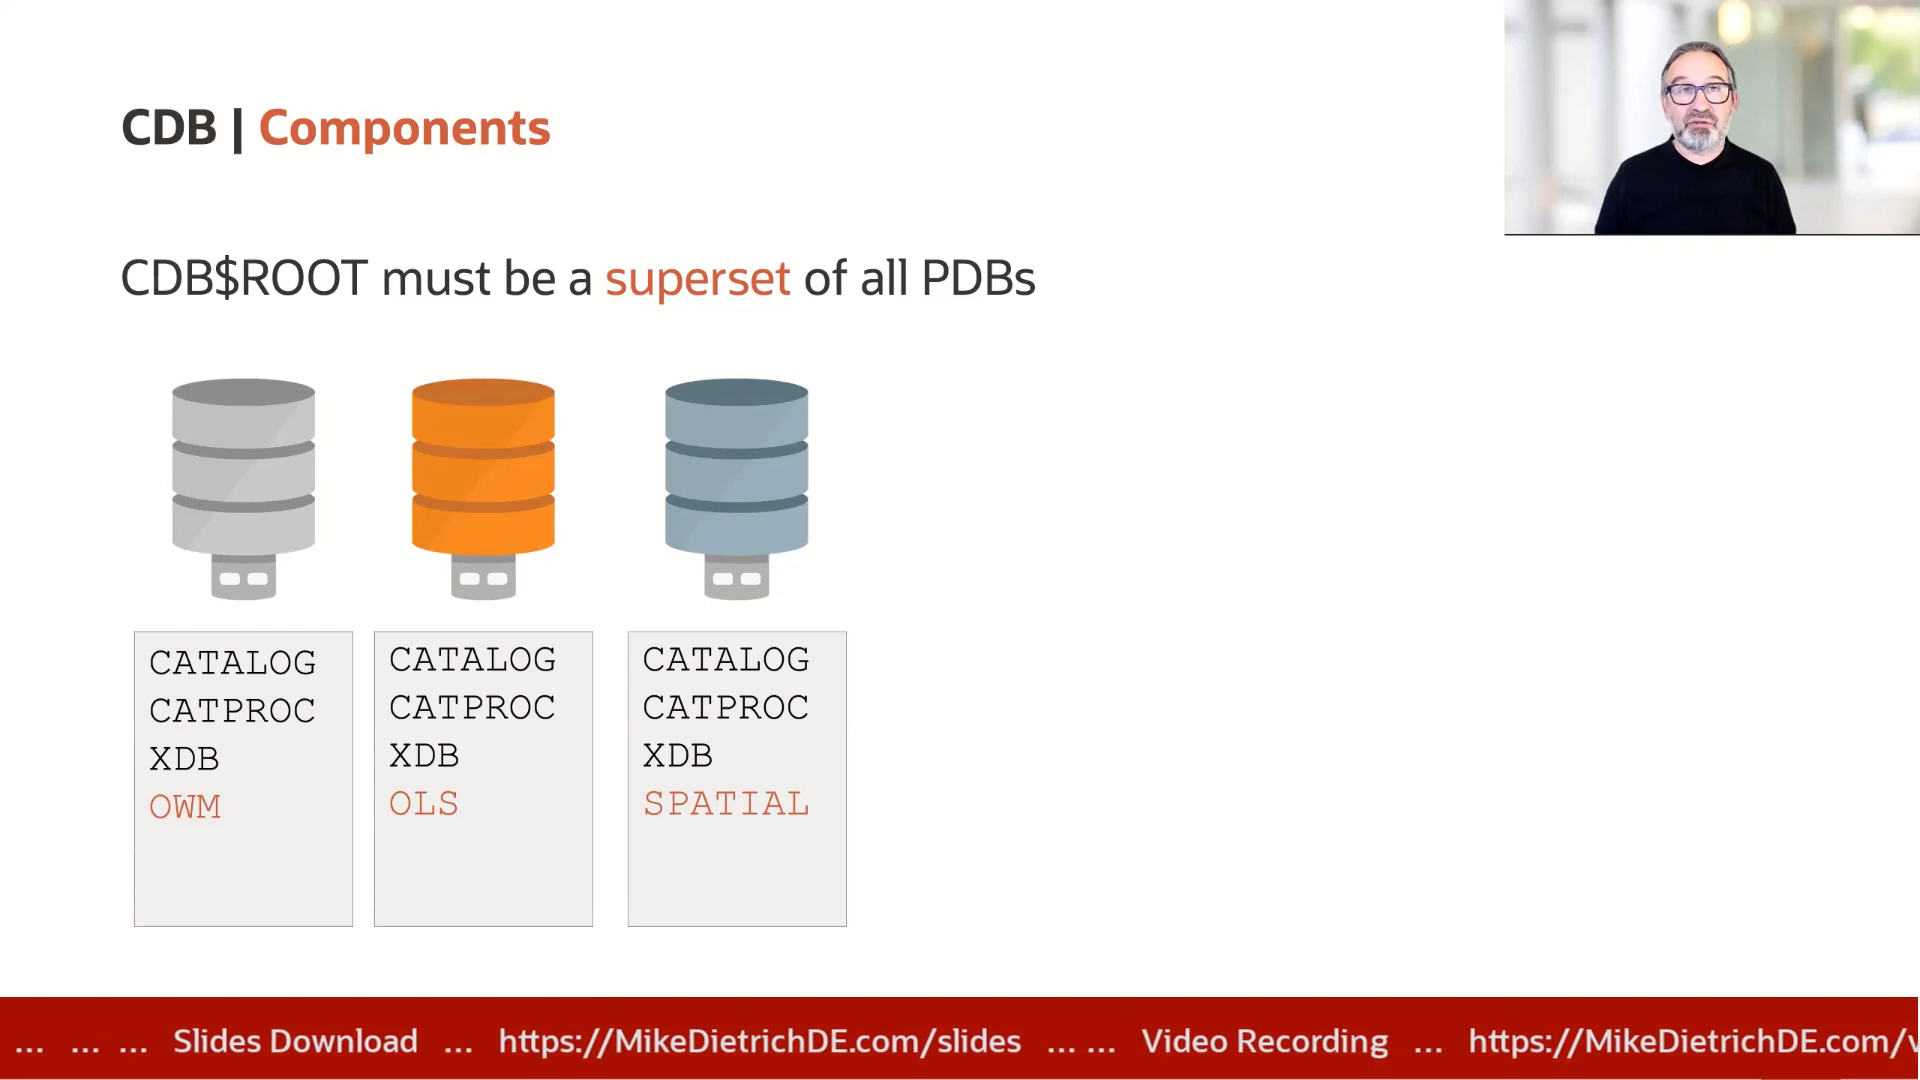 CDB | Components
CDB$ROOT must be a superset of all PDBs
CATALOG
CATPROC
XDB
OWM
CATALOG
CATPROC
XDB
OLS
CATALOG
CATPROC
XDB
SPATIAL
... ... ... Slides Download ... https://MikeDietrichDE.com/slides ... ... Video Recording ... https://MikeDietrichDE.com/v